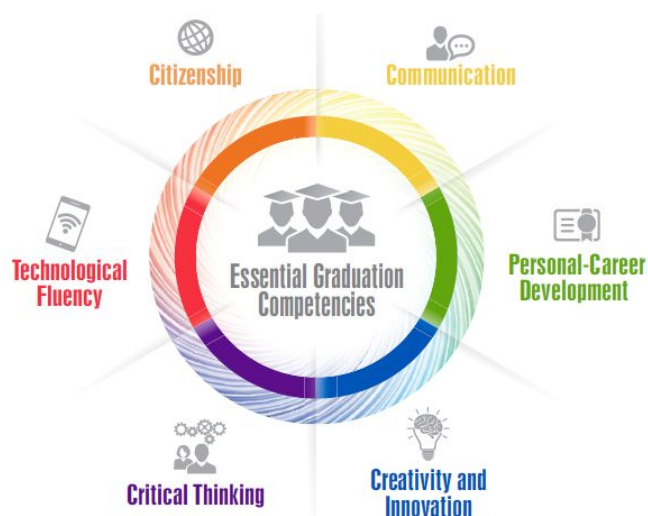 Citizenship
Communication
Technological
Fluency
Essential Graduation
Competencies
Personal-Career
Development
Critical Thinking
Creativity and
Innovation